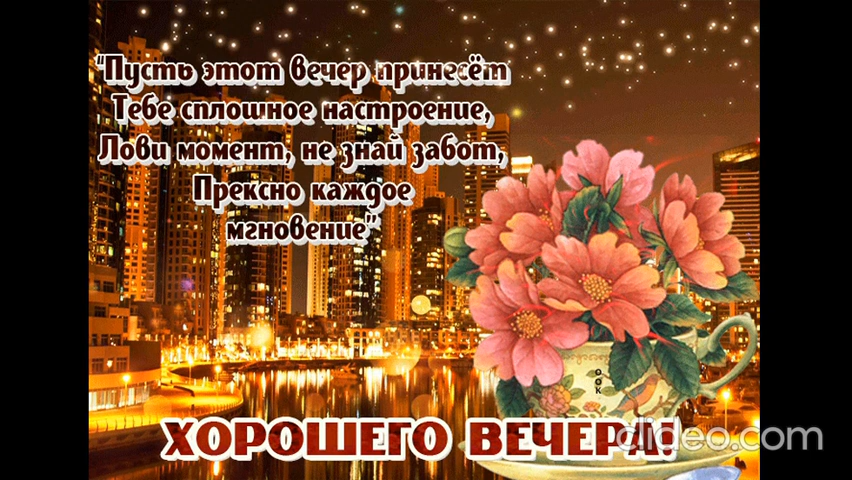 “Пусть этот вечер принесёт
Тебе сплошное настроение,
Лови момент, не знай забот,
Прексно каждое
мгновение”
ООК
ХОРОШЕГО ВЕЧЕРА!
clideo.com